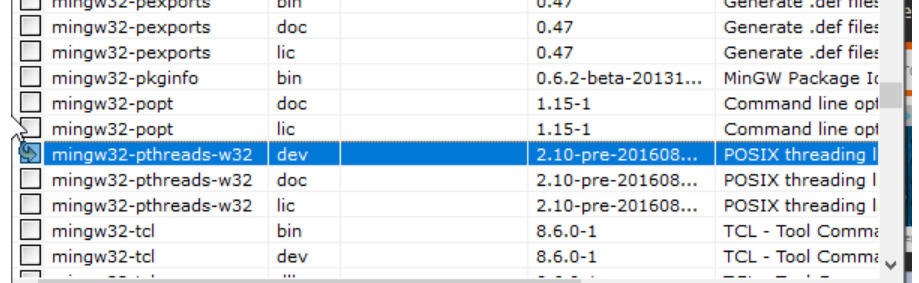 mingw32-pexports bin 0.47 Generate .def files
mingw32-pexports doc 0.47 Generate .def files
mingw32-pexports lic 0.47 Generate .def files
mingw32-pkginfo bin 0.6.2-beta-20131... MinGW Package Ic
mingw32-popt doc 1.15-1 Command line opt
mingw32-popt lic 1.15-1 Command line opt
mingw32-pthreads-w32 dev 2.10-pre-201608... POSIX threading l
mingw32-pthreads-w32 doc 2.10-pre-201608... POSIX threading l
mingw32-pthreads-w32 lic 2.10-pre-201608... POSIX threading l
mingw32-tcl bin 8.6.0-1 TCL - Tool Comma
mingw32-tcl dev 8.6.0-1 TCL - Tool Comma